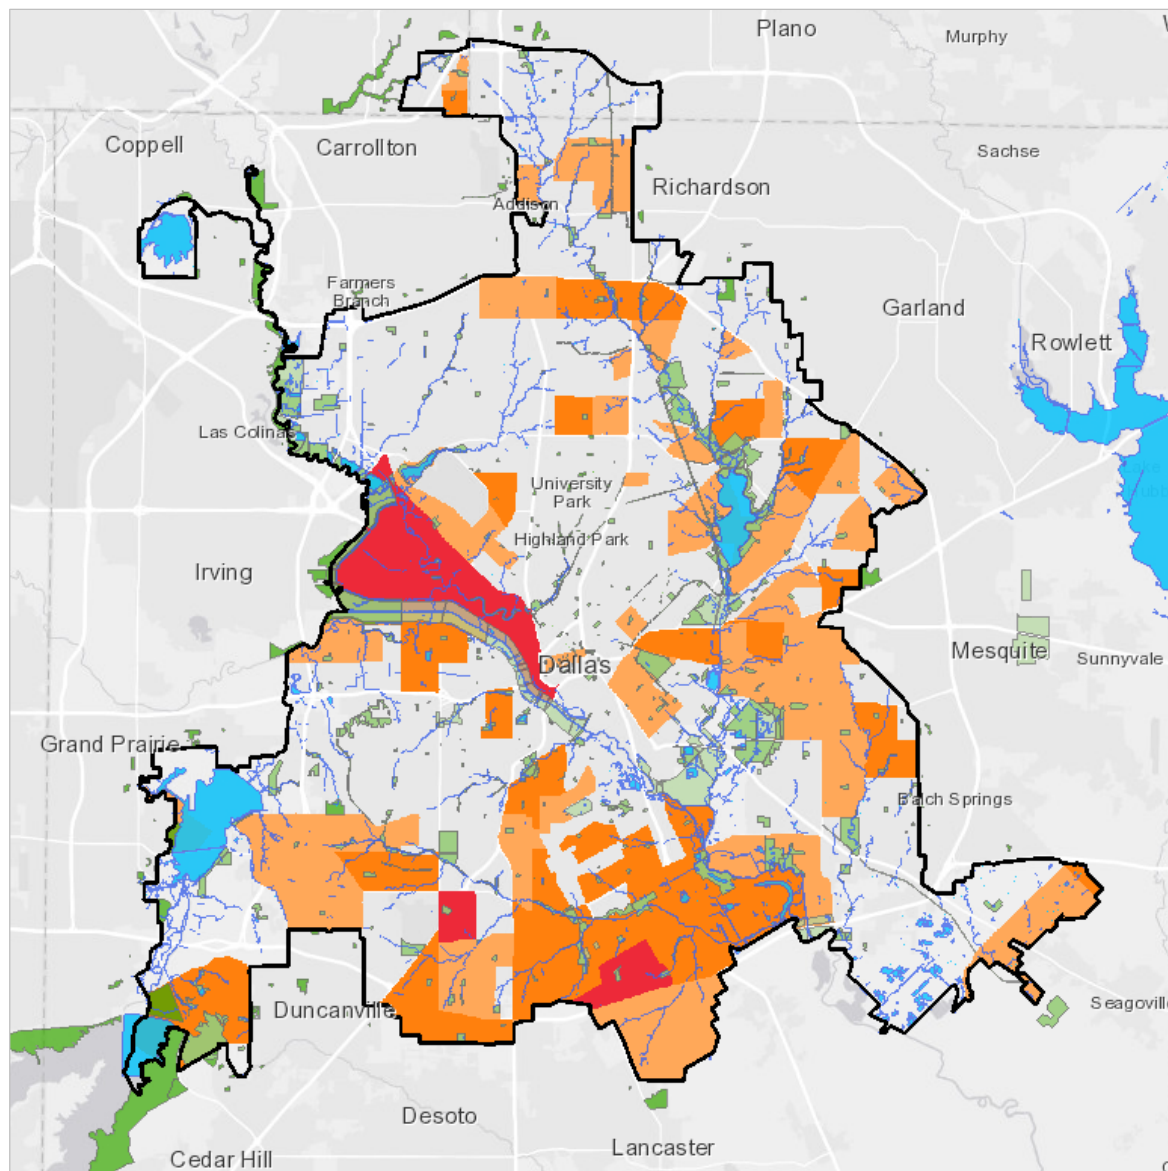 Plano
Murphy
Coppell
Carrollton
Sachse
Richardson
Addison
Farmers
Branch
Garland
Rowlett
Las Colinas
University
Park
Highland Park
Irving
Dallas
Mesquite
Sunnyvale
Grand Prairie
Balch Springs
Duncanville
Seagoville
Desoto
Lancaster
Cedar Hill